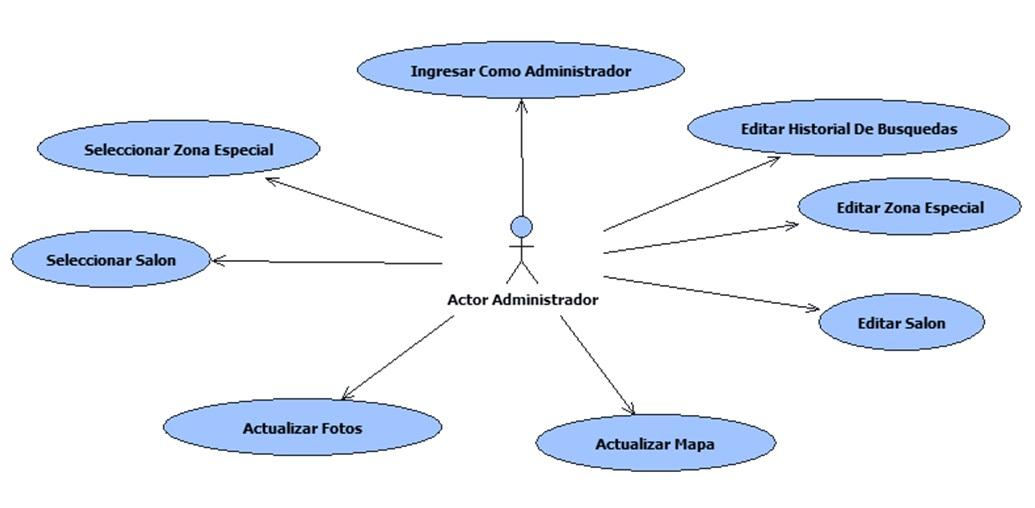 Ingresar Como Administrador
Editar Historial De Busquedas
Seleccionar Zona Especial
Editar Zona Especial
Seleccionar Salon
Actor Administrador
Editar Salon
Actualizar Fotos
Actualizar Mapa